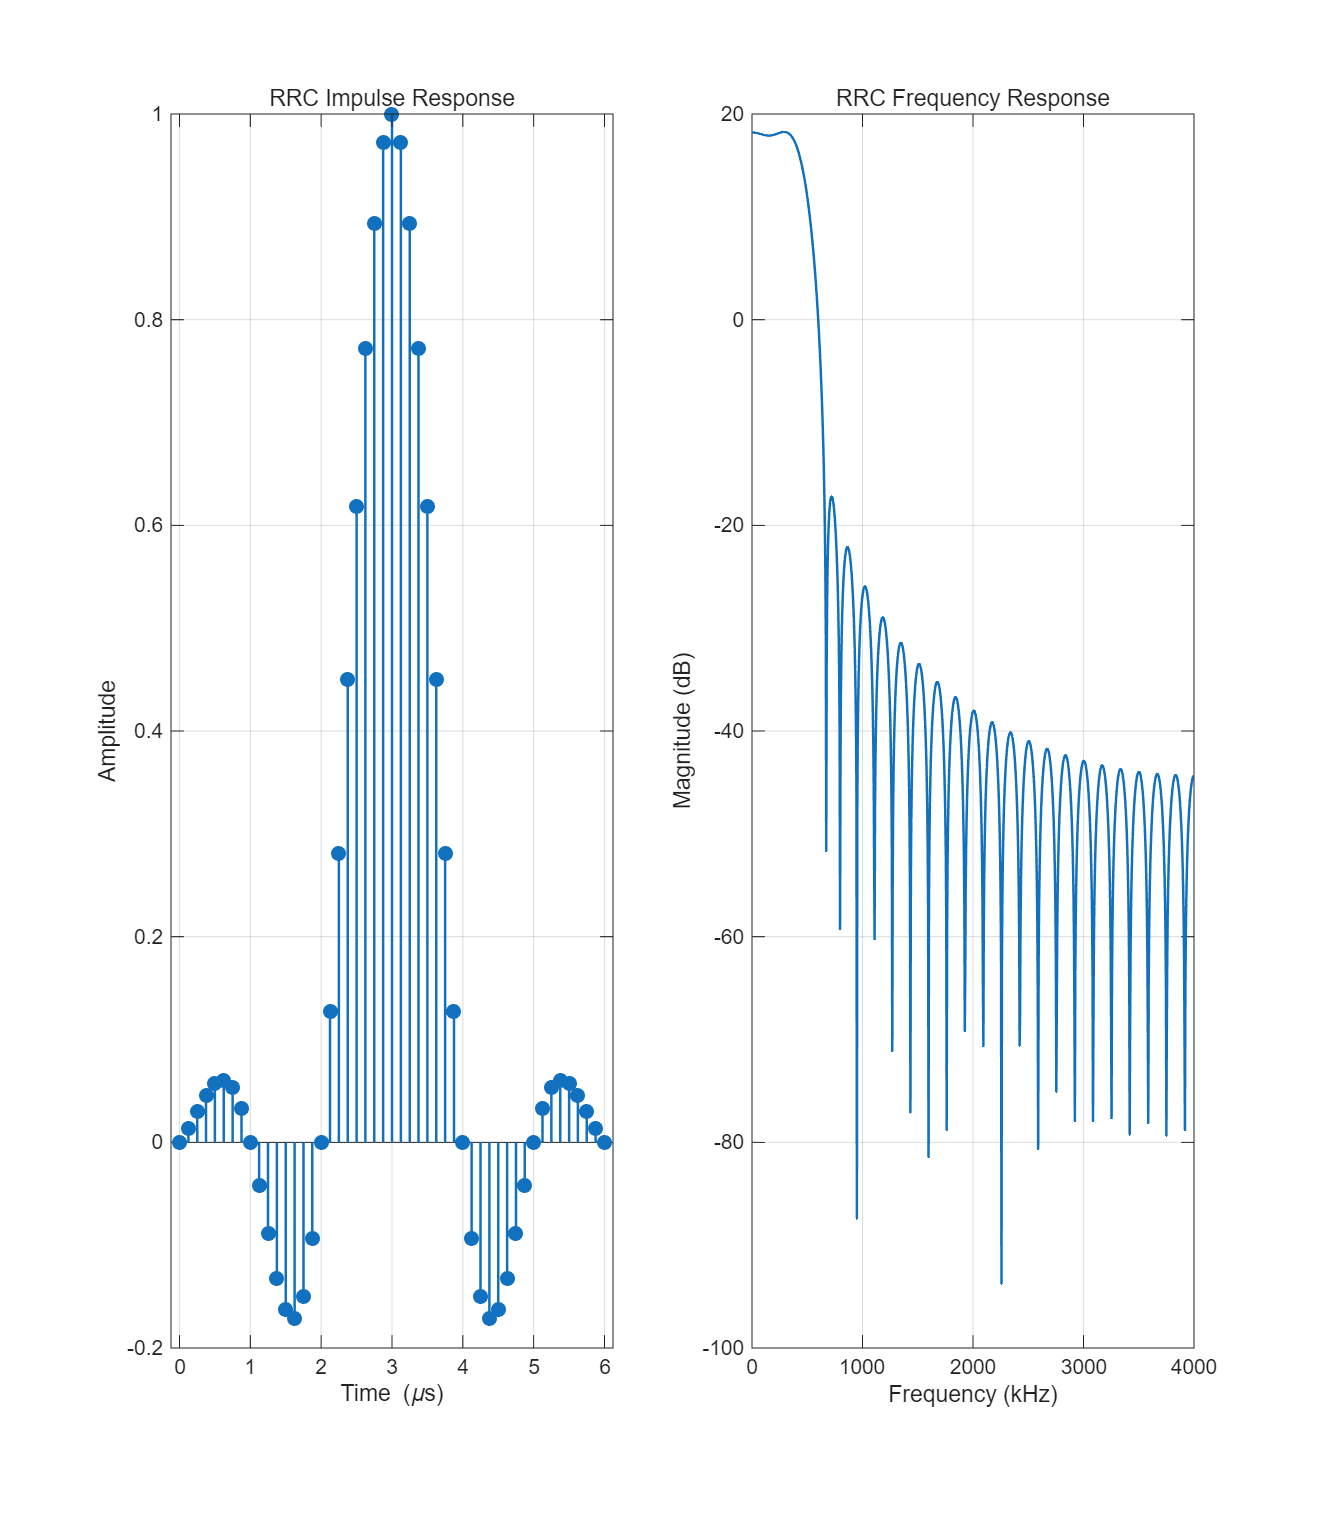 RRC Impulse Response
1
0.8
0.6
0.4
0.2
0
-0.2
Amplitude
0 1 2 3 4 5 6
Time (µs)
RRC Frequency Response
20
0
-20
-40
-60
-80
-100
Magnitude (dB)
0 1000 2000 3000 4000
Frequency (kHz)